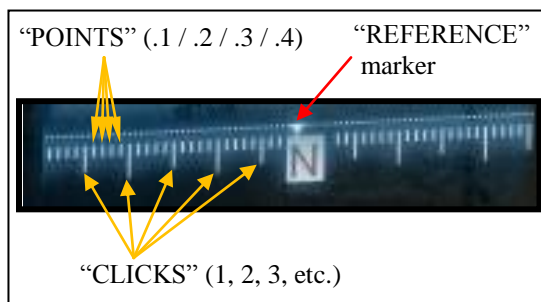 “POINTS” (.1 / .2 / .3 / .4)
“REFERENCE”
marker
N
“CLICKS” (1, 2, 3, etc.)